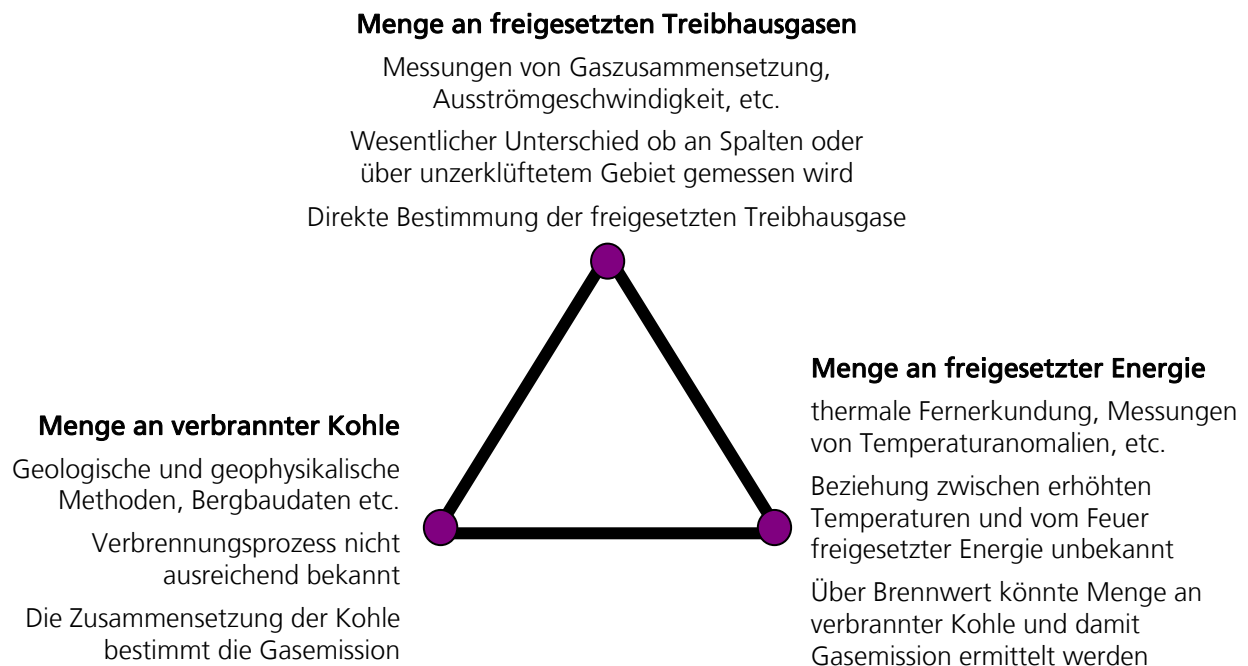 Menge an freigesetzten Treibhausgasen
Messungen von Gaszusammensetzung,
Ausströmgeschwindigkeit, etc.
Wesentlicher Unterschied ob an Spalten oder
über unzerklüftetem Gebiet gemessen wird
Direkte Bestimmung der freigesetzten Treibhausgase
Menge an verbrannter Kohle
Geologische und geophysikalische
Methoden, Bergbaudaten etc.
Verbrennungsprozess nicht
ausreichend bekannt
Die Zusammensetzung der Kohle
bestimmt die Gasemission
Menge an freigesetzter Energie
thermale Fernerkundung, Messungen
von Temperaturanomalien, etc.
Beziehung zwischen erhöhten
Temperaturen und vom Feuer
freigesetzter Energie unbekannt
Über Brennwert könnte Menge an
verbrannter Kohle und damit
Gasemission ermittelt werden